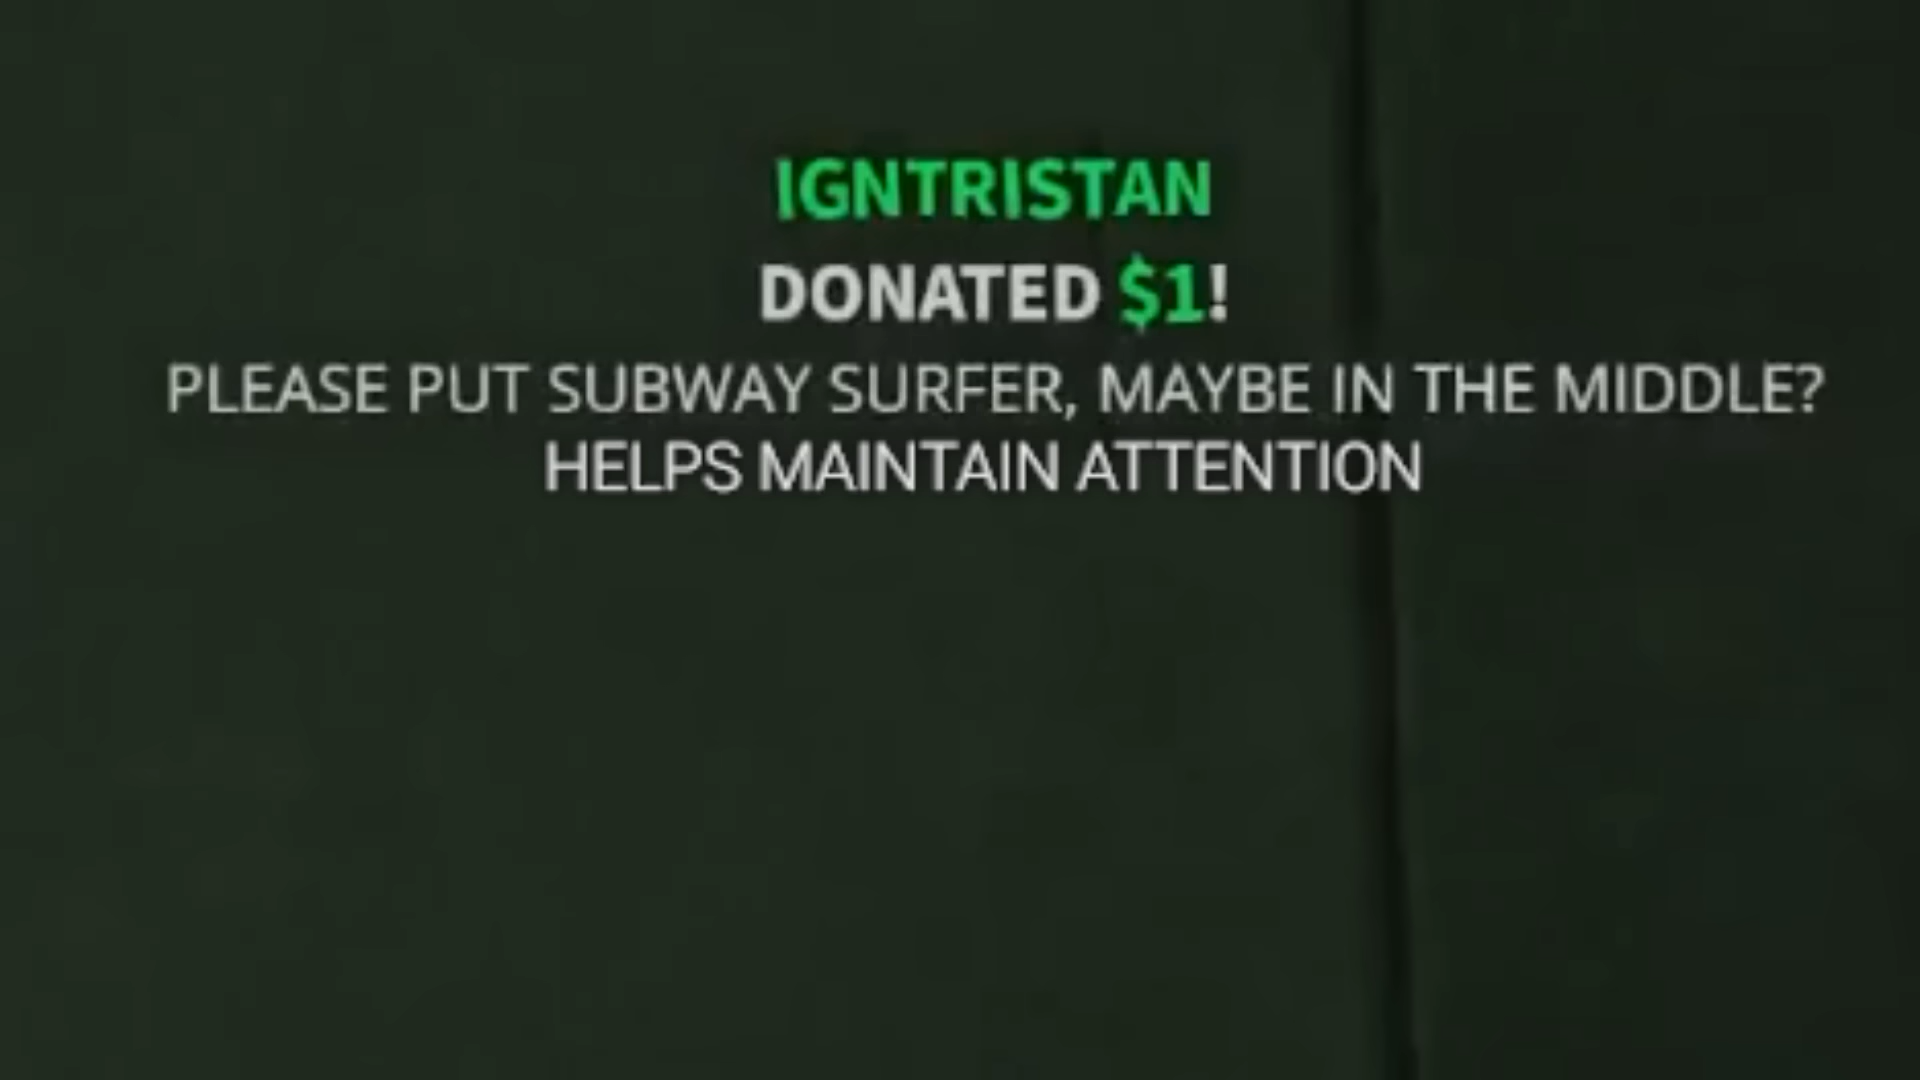 IGNTRISTAN
DONATED $1!
PLEASE PUT SUBWAY SURFER, MAYBE IN THE MIDDLE?
HELPS MAINTAIN ATTENTION